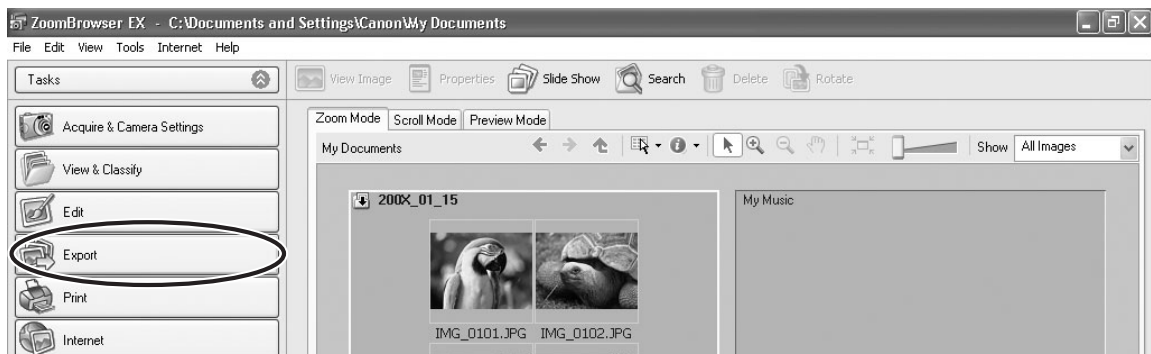 ZoomBrowser EX - C:\Documents and Settings\Canon\My Documents
File Edit View Tools Internet Help
Tasks
View Image Properties Slide Show Search Delete Rotate
Acquire & Camera Settings
View & Classify
Edit
Export
Print
Internet
Zoom Mode Scroll Mode Preview Mode
My Documents Show All Images
200X_01_15 My Music
IMG_0101.JPG IMG_0102.JPG